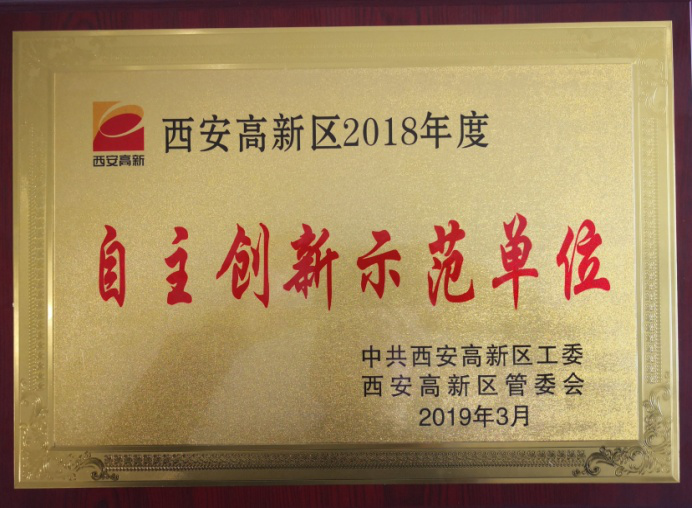 西安高新
西安高新区2018年度
自主创新示范单位
中共西安高新区工委
西安高新区管委会
2019年3月